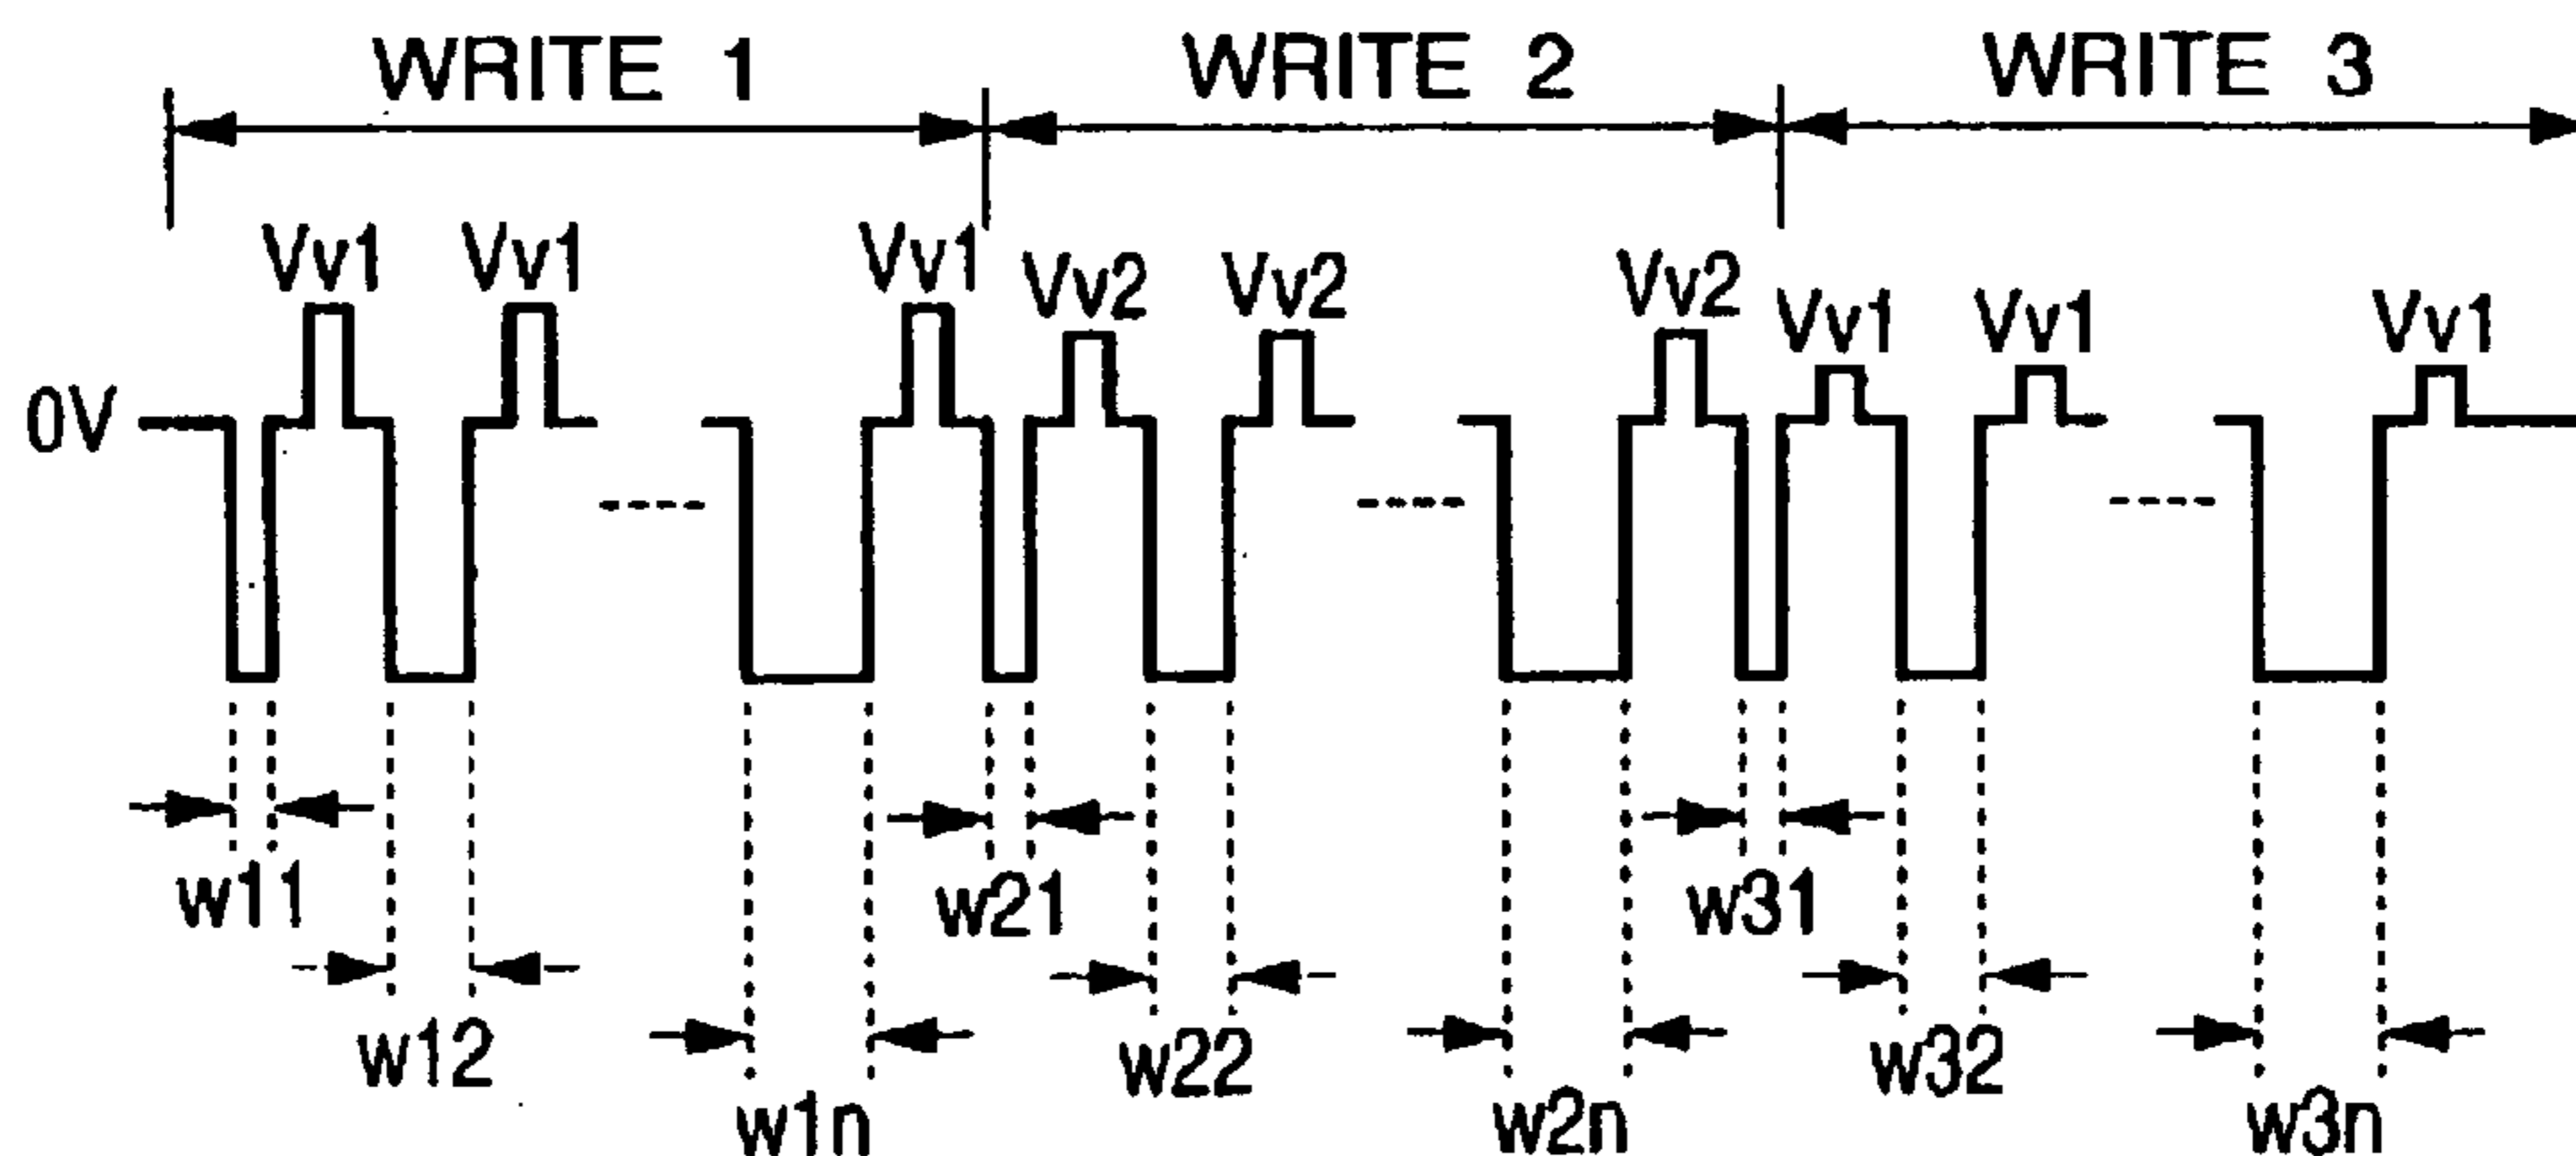 WRITE 1 WRITE 2 WRITE 3
Vv1 Vv1 Vv1 Vv2 Vv2 Vv2 Vv1 Vv1 Vv1
0V
w11 w21 w31
w12 w22 w32
w1n w2n w3n